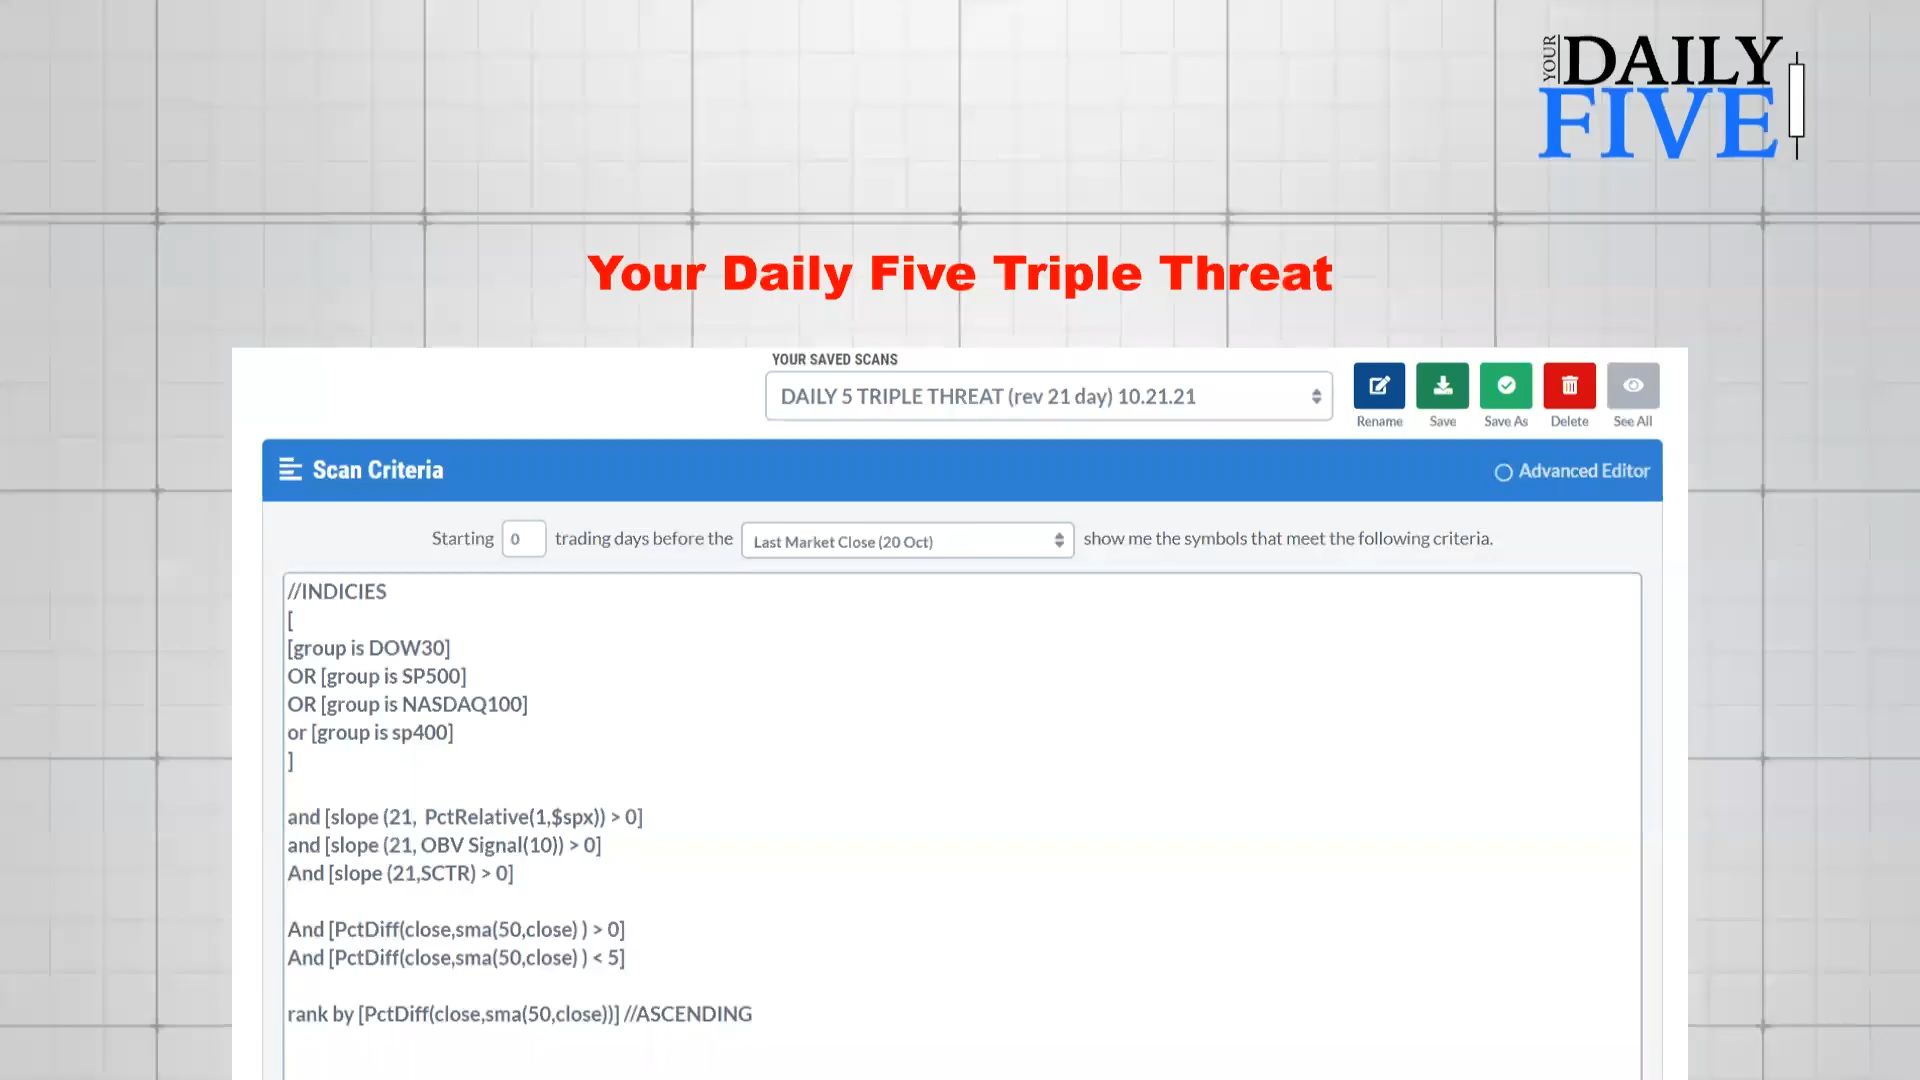 YOUR DAILY
FIVE
Your Daily Five Triple Threat
YOUR SAVED SCANS
DAILY 5 TRIPLE THREAT (rev 21 day) 10.21.21
Rename Save Save As Delete See All
Scan Criteria Advanced Editor
Starting 0 trading days before the Last Market Close (20 Oct) show me the symbols that meet the following criteria.
//INDICIES
[
[group is DOW30]
OR [group is SP500]
OR [group is NASDAQ100]
or [group is sp400]
]
and [slope (21, PctRelative(1,$spx)) > 0]
and [slope (21, OBV Signal(10)) > 0]
And [slope (21,SCTR) > 0]
And [PctDiff(close,sma(50,close) ) > 0]
And [PctDiff(close,sma(50,close) ) < 5]
rank by [PctDiff(close,sma(50,close))] //ASCENDING